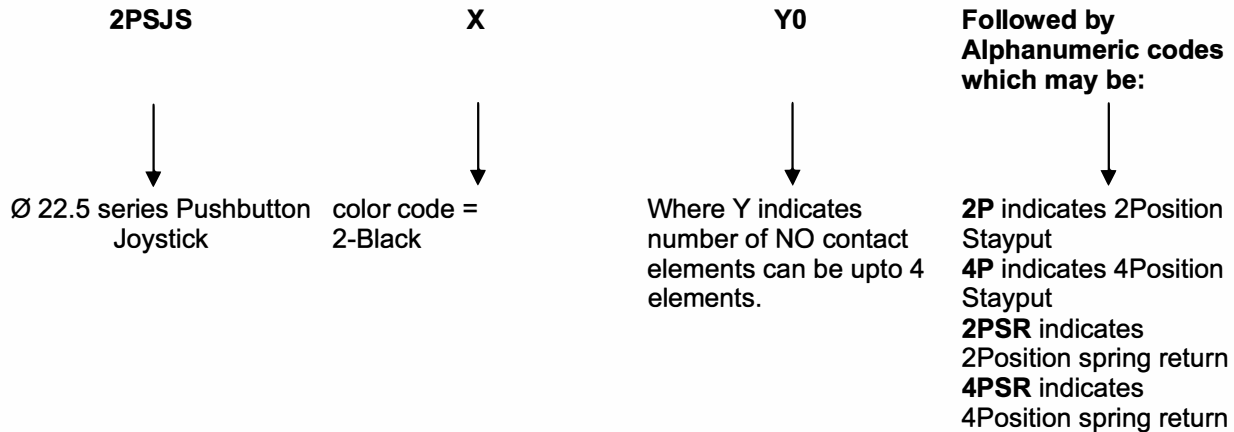 2PSJS
X
Y0
Followed by
Alphanumeric codes
which may be:
Ø 22.5 series Pushbutton
Joystick
color code =
2-Black
Where Y indicates
number of NO contact
elements can be upto 4
elements.
2P indicates 2Position
Stayput
4P indicates 4Position
Stayput
2PSR indicates
2Position spring return
4PSR indicates
4Position spring return